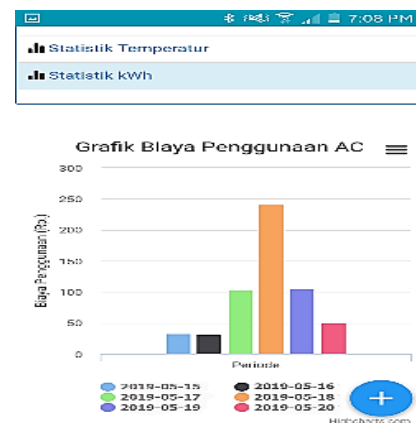 7:08 PM
Statistik Temperatur
Statistik kWh
Grafik Biaya Penggunaan AC
300
250
200
150
100
50
0
Biaya Penggunaan (Rp.)
Periode
2019-05-15 2019-05-16
2019-05-17 2019-05-18
2019-05-19 2019-05-20
Highcharts.com